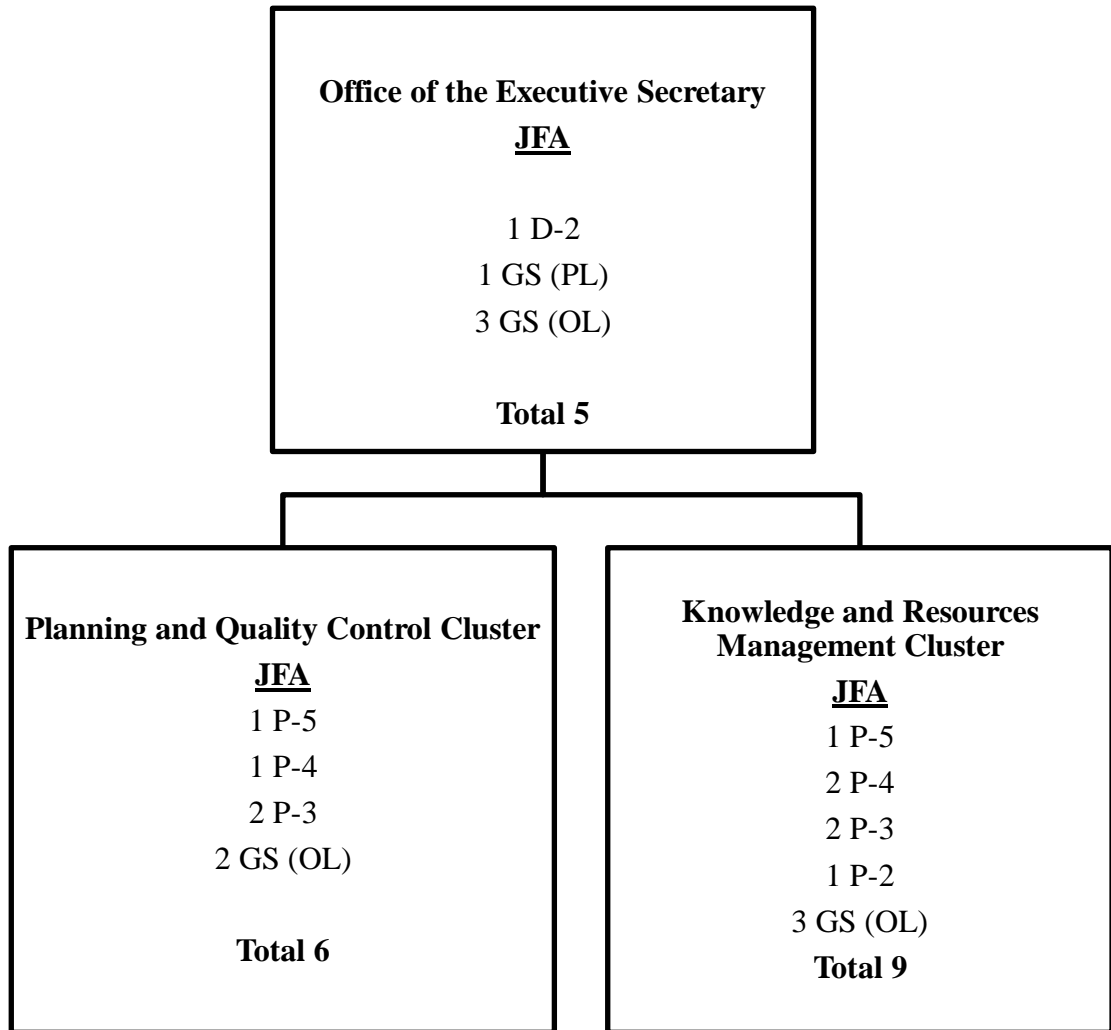 Office of the Executive Secretary
JFA
1 D-2
1 GS (PL)
3 GS (OL)
Total 5
Planning and Quality Control Cluster
JFA
1 P-5
1 P-4
2 P-3
2 GS (OL)
Total 6
Knowledge and Resources
Management Cluster
JFA
1 P-5
2 P-4
2 P-3
1 P-2
3 GS (OL)
Total 9